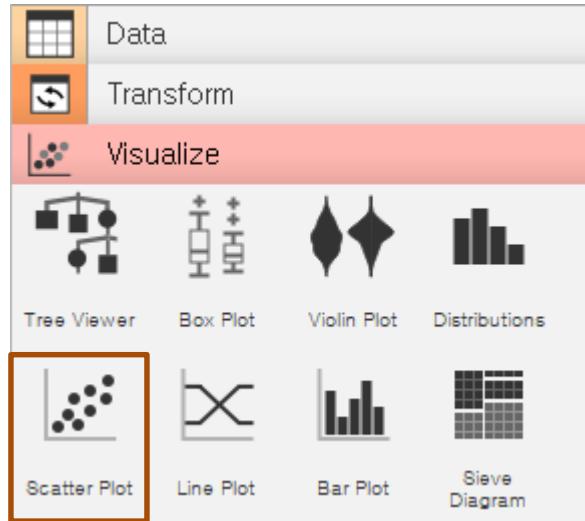 Data
Transform
Visualize
Tree Viewer
Box Plot
Violin Plot
Distributions
Scatter Plot
Line Plot
Bar Plot
Sieve
Diagram